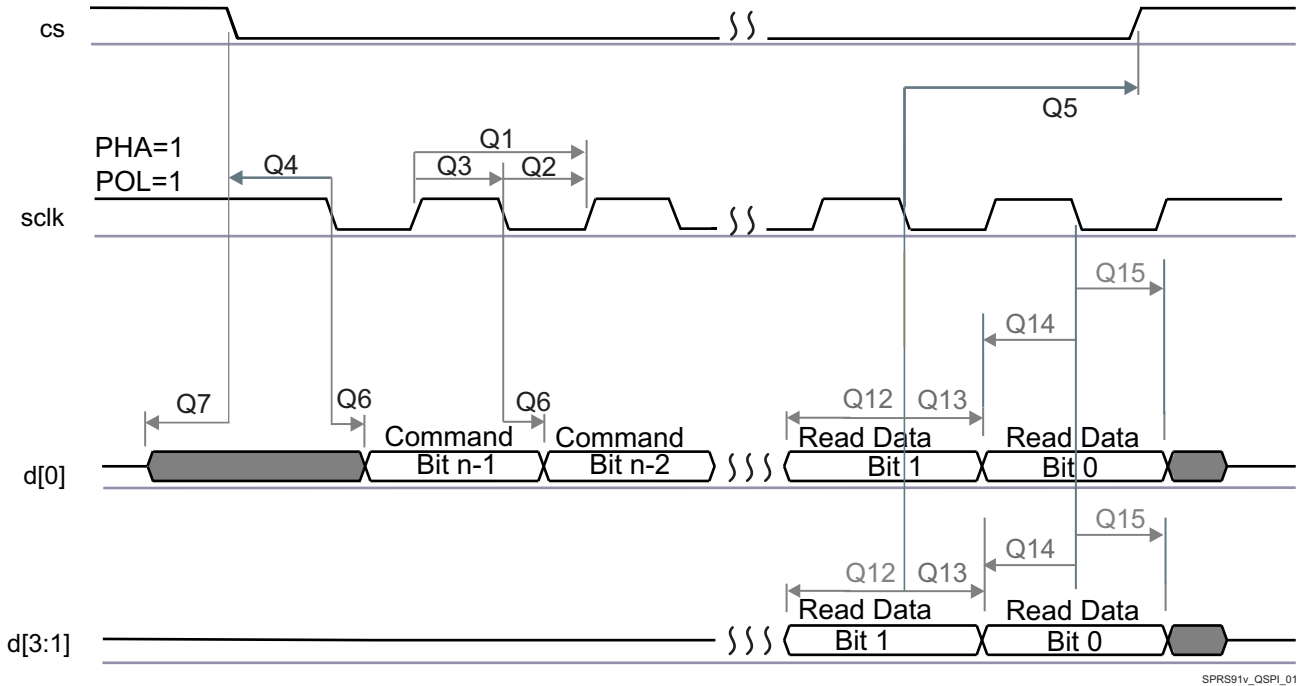 cs
Q5
PHA=1
POL=1
Q4
Q1
Q3 Q2
sclk
Q15
Q14
Q7
Q6
Q6
Q12 Q13
Command
Command
Read Data
Read Data
d[0]
Bit n-1
Bit n-2
Bit 1
Bit 0
Q15
Q14
Q12 Q13
Read Data
Read Data
d[3:1]
Bit 1
Bit 0
SPRS91v_QSPI_01